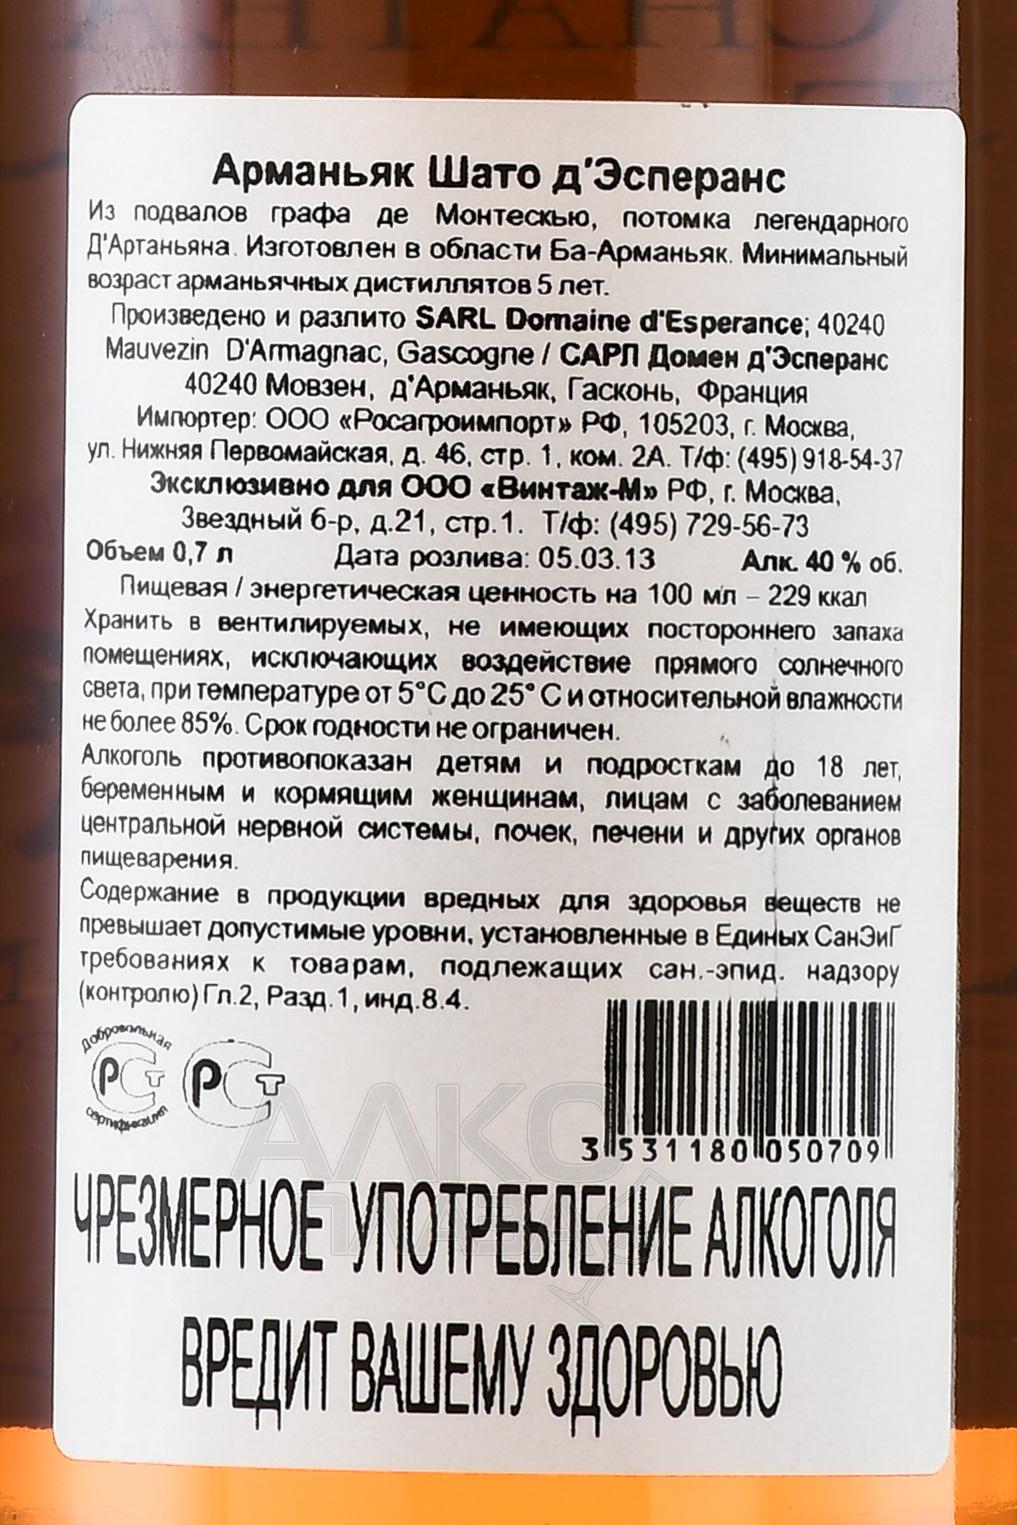 Арманьяк Шато д'Эсперанс
Из подвалов графа де Монтескью, потомка легендарного
Д'Артаньяна. Изготовлен в области Ба-Арманьяк. Минимальный
возраст арманьячных дистиллятов 5 лет.
Произведено и разлито SARL Domaine d'Esperance; 40240
Mauvezin D'Armagnac, Gascogne / САРЛ Домен д'Эсперанс
40240 Мовзен, д'Арманьяк, Гасконь, Франция
Импортер: ООО «Росагроимпорт» РФ, 105203, г. Москва,
ул. Нижняя Первомайская, д. 46, стр. 1, ком. 2А. Т/ф: (495) 918-54-37
Эксклюзивно для ООО «Винтаж-М» РФ, г. Москва,
Звездный б-р, д.21, стр.1. Т/ф: (495) 729-56-73
Объем 0,7 л Дата розлива: 05.03.13 Алк. 40 % об.
Пищевая / энергетическая ценность на 100 мл – 229 ккал
Хранить в вентилируемых, не имеющих постороннего запаха
помещениях, исключающих воздействие прямого солнечного
света, при температуре от 5°С до 25° С и относительной влажности
не более 85%. Срок годности не ограничен.
Алкоголь противопоказан детям и подросткам до 18 лет,
беременным и кормящим женщинам, лицам с заболеванием
центральной нервной системы, почек, печени и других органов
пищеварения.
Содержание в продукции вредных для здоровья веществ не
превышает допустимые уровни, установленные в Единых СанЭиГ
требованиях к товарам, подлежащих сан.-эпид. надзору
(контролю) Гл.2, Разд.1, инд.8.4.
Добровольная
РСТ
сертификация
РСТ
3 531180 050709
ЧРЕЗМЕРНОЕ УПОТРЕБЛЕНИЕ АЛКОГОЛЯ
ВРЕДИТ ВАШЕМУ ЗДОРОВЬЮ